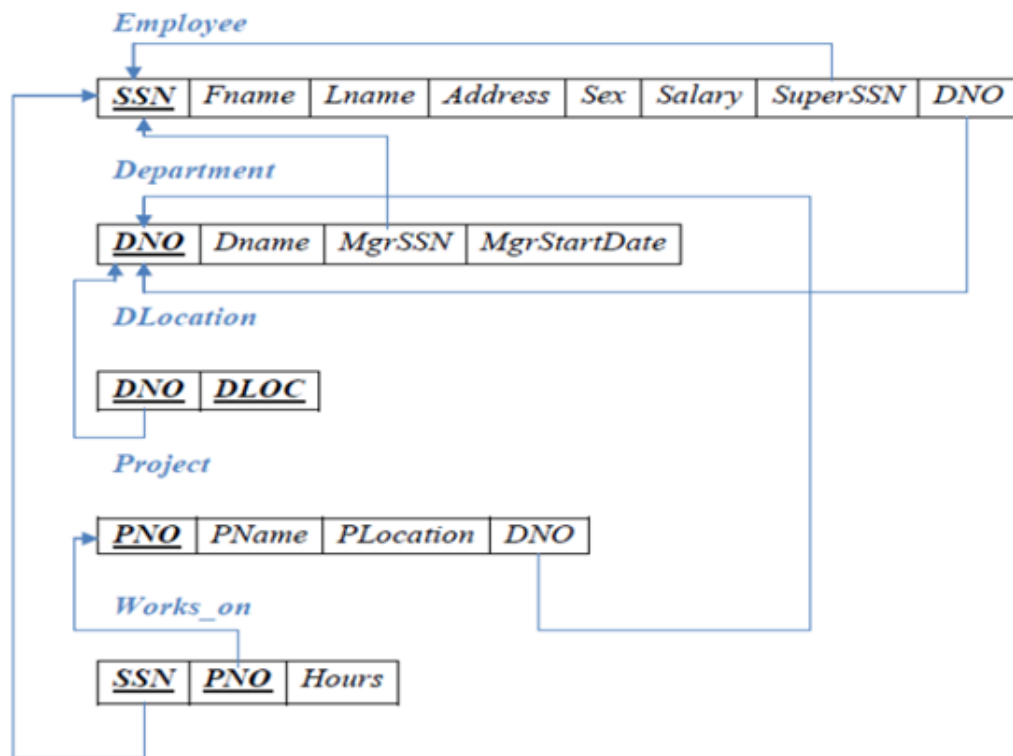 Employee
SSN Fname Lname Address Sex Salary SuperSSN DNO
Department
DNO Dname MgrSSN MgrStartDate
DLocation
DNO DLOC
Project
PNO PName PLocation DNO
Works_on
SSN PNO Hours